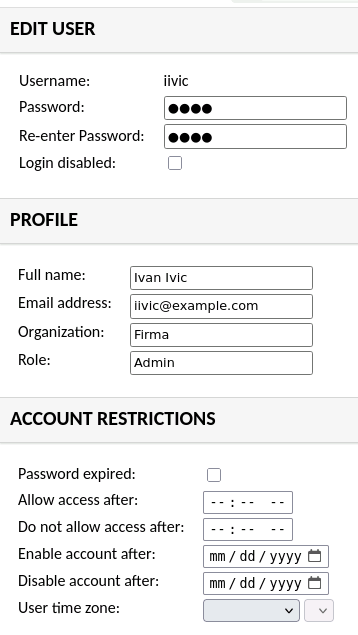 EDIT USER
Username: iivic
Password: ●●●●
Re-enter Password: ●●●●
Login disabled:
PROFILE
Full name: Ivan Ivic
Email address: iivic@example.com
Organization: Firma
Role: Admin
ACCOUNT RESTRICTIONS
Password expired:
Allow access after: --:-- --
Do not allow access after: --:-- --
Enable account after: mm/dd/yyyy
Disable account after: mm/dd/yyyy
User time zone: